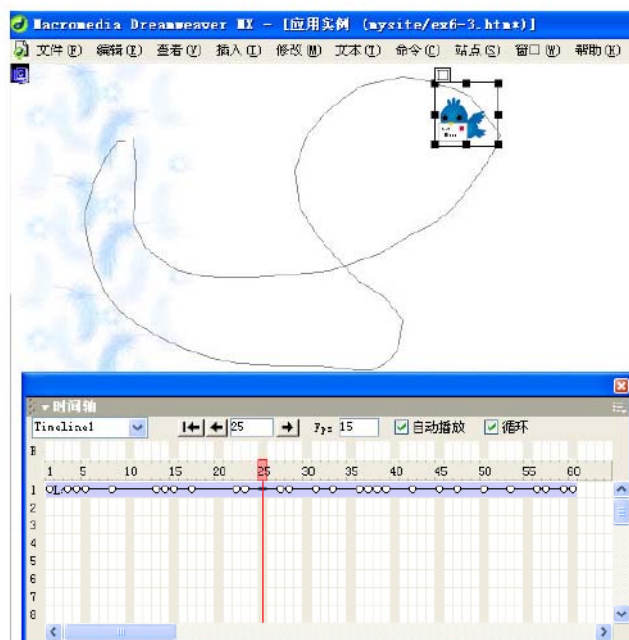 Macromedia Dreamweaver MX - [应用实例 (mysite/ex6-3.htm*)]
文件(F) 编辑(E) 查看(V) 插入(I) 修改(M) 文本(T) 命令(C) 站点(S) 窗口(W) 帮助(H)
时间轴
Timeline1 25 Fps 15 自动播放 循环
B
1 5 10 15 20 25 30 35 40 45 50 55 60
1
2
3
4
5
6
7
8